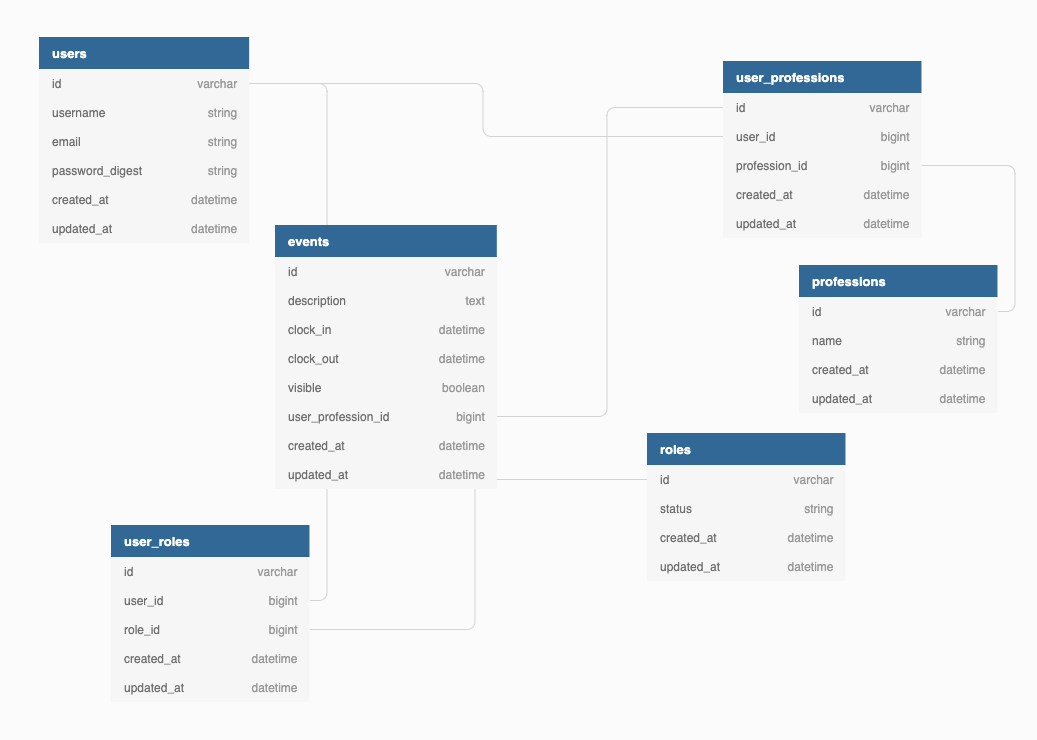 users
id varchar
username string
email string
password_digest string
created_at datetime
updated_at datetime
user_professions
id varchar
user_id bigint
profession_id bigint
created_at datetime
updated_at datetime
events
id varchar
description text
clock_in datetime
clock_out datetime
visible boolean
user_profession_id bigint
created_at datetime
updated_at datetime
professions
id varchar
name string
created_at datetime
updated_at datetime
roles
id varchar
status string
created_at datetime
updated_at datetime
user_roles
id varchar
user_id bigint
role_id bigint
created_at datetime
updated_at datetime